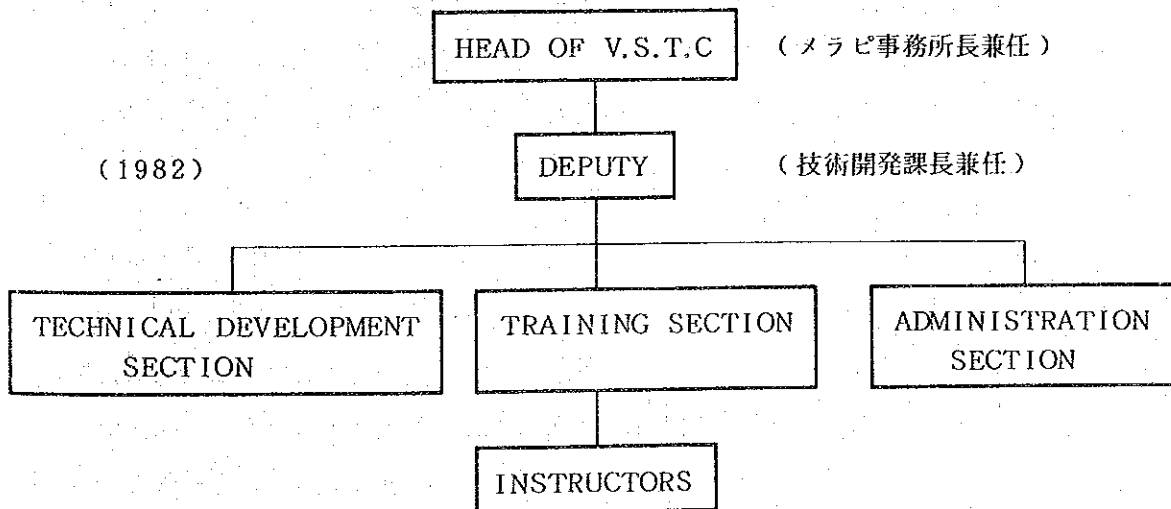 HEAD OF V.S.T.C (メラピ事務所長兼任)
(1982) DEPUTY (技術開発課長兼任)
TECHNICAL DEVELOPMENT
SECTION
TRAINING SECTION
ADMINISTRATION
SECTION
INSTRUCTORS